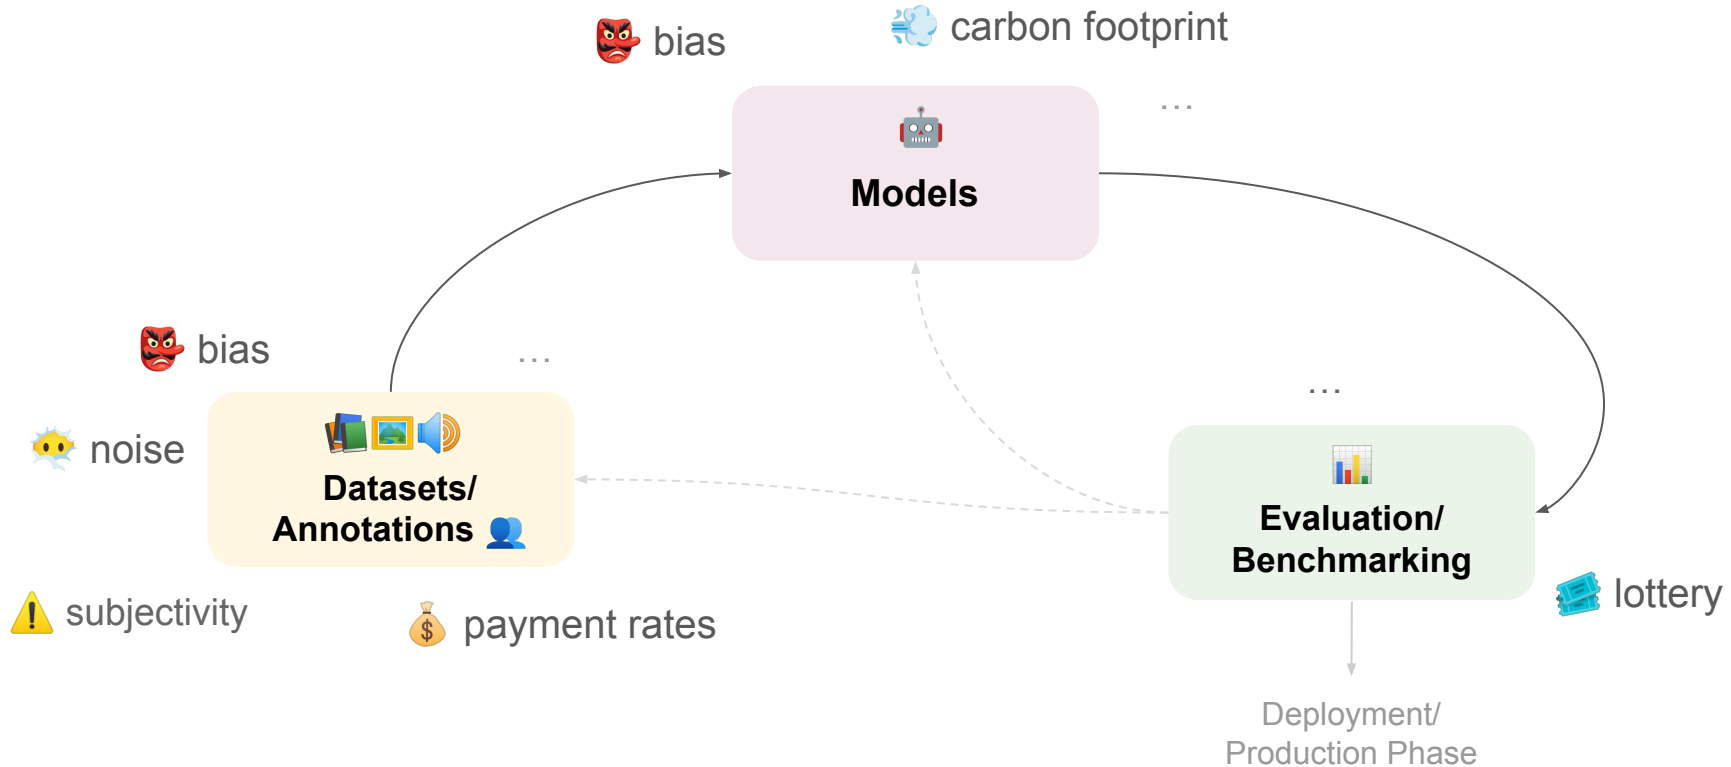 bias
carbon footprint
...
Models
bias
...
noise
Datasets/
Annotations
subjectivity
payment rates
...
Evaluation/
Benchmarking
lottery
Deployment/
Production Phase